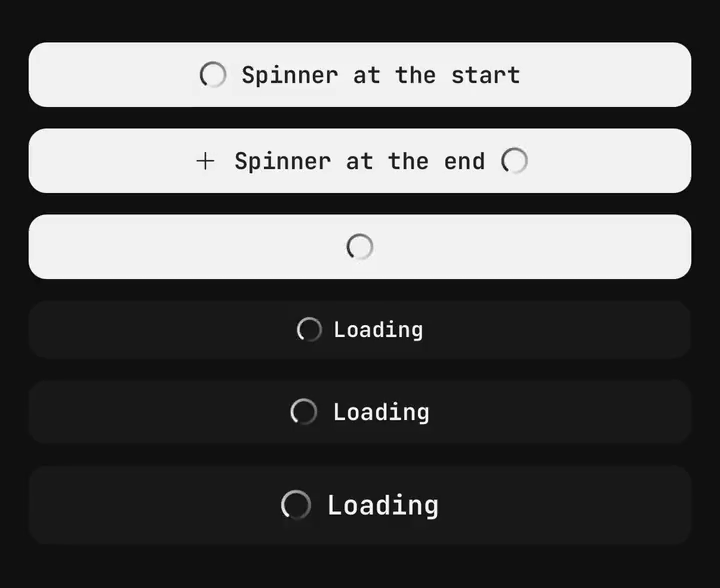 Spinner at the start
+ Spinner at the end
Loading
Loading
Loading